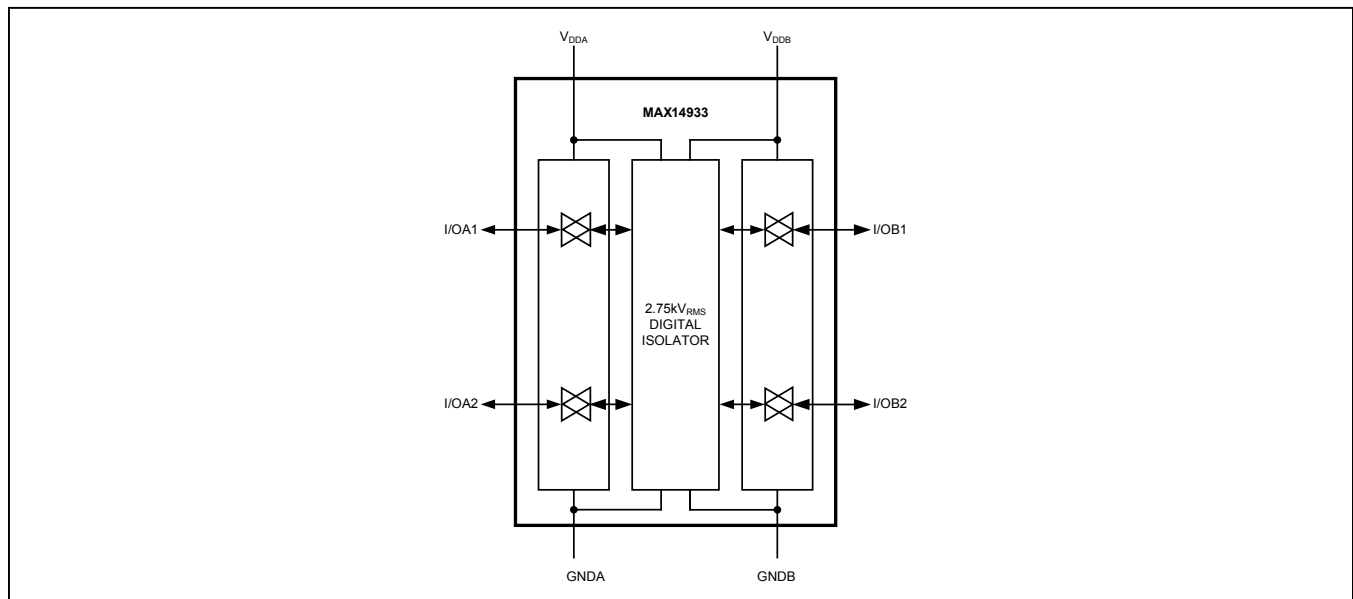 VDDA
VDDB
MAX14933
I/OA1
I/OB1
2.75kVRMS
DIGITAL
ISOLATOR
I/OA2
I/OB2
GNDA
GNDB